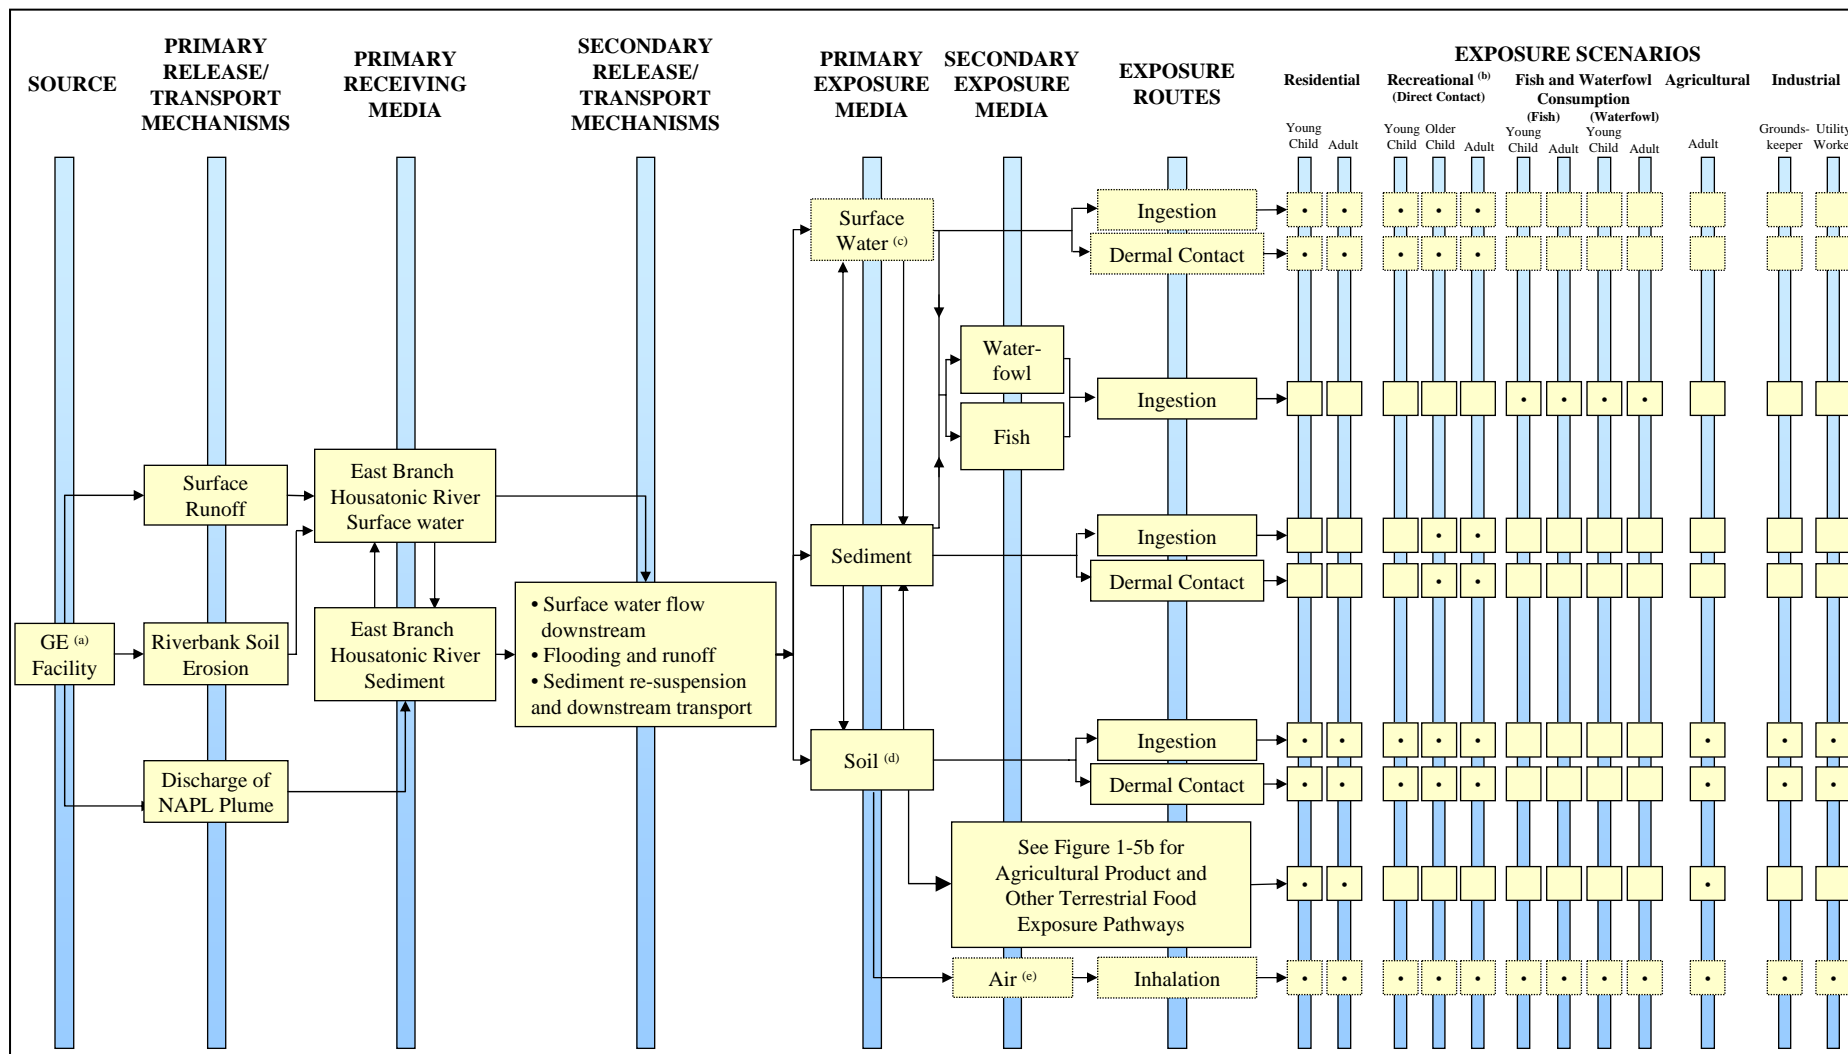 SOURCE
PRIMARY
RELEASE/
TRANSPORT
MECHANISMS
PRIMARY
RECEIVING
MEDIA
SECONDARY
RELEASE/
TRANSPORT
MECHANISMS
PRIMARY
EXPOSURE
MEDIA
SECONDARY
EXPOSURE
MEDIA
EXPOSURE
ROUTES
EXPOSURE SCENARIOS
Residential
Recreational (b)
(Direct Contact)
Fish and Waterfowl
Consumption
(Fish) (Waterfowl)
Agricultural
Industrial
Young
Child
Adult
Young
Child
Older
Child
Adult
Young
Child
Adult
Young
Child
Adult
Adult
Grounds-
keeper
Utility
Worke
GE (a)
Facility
Surface
Runoff
Riverbank Soil
Erosion
Discharge of
NAPL Plume
East Branch
Housatonic River
Surface water
East Branch
Housatonic River
Sediment
• Surface water flow
downstream
• Flooding and runoff
• Sediment re-suspension
and downstream transport
Surface
Water (c)
Sediment
Soil (d)
Water-
fowl
Fish
Ingestion
Dermal Contact
Ingestion
Ingestion
Dermal Contact
Ingestion
Dermal Contact
See Figure 1-5b for
Agricultural Product and
Other Terrestrial Food
Exposure Pathways
Air (e)
Inhalation